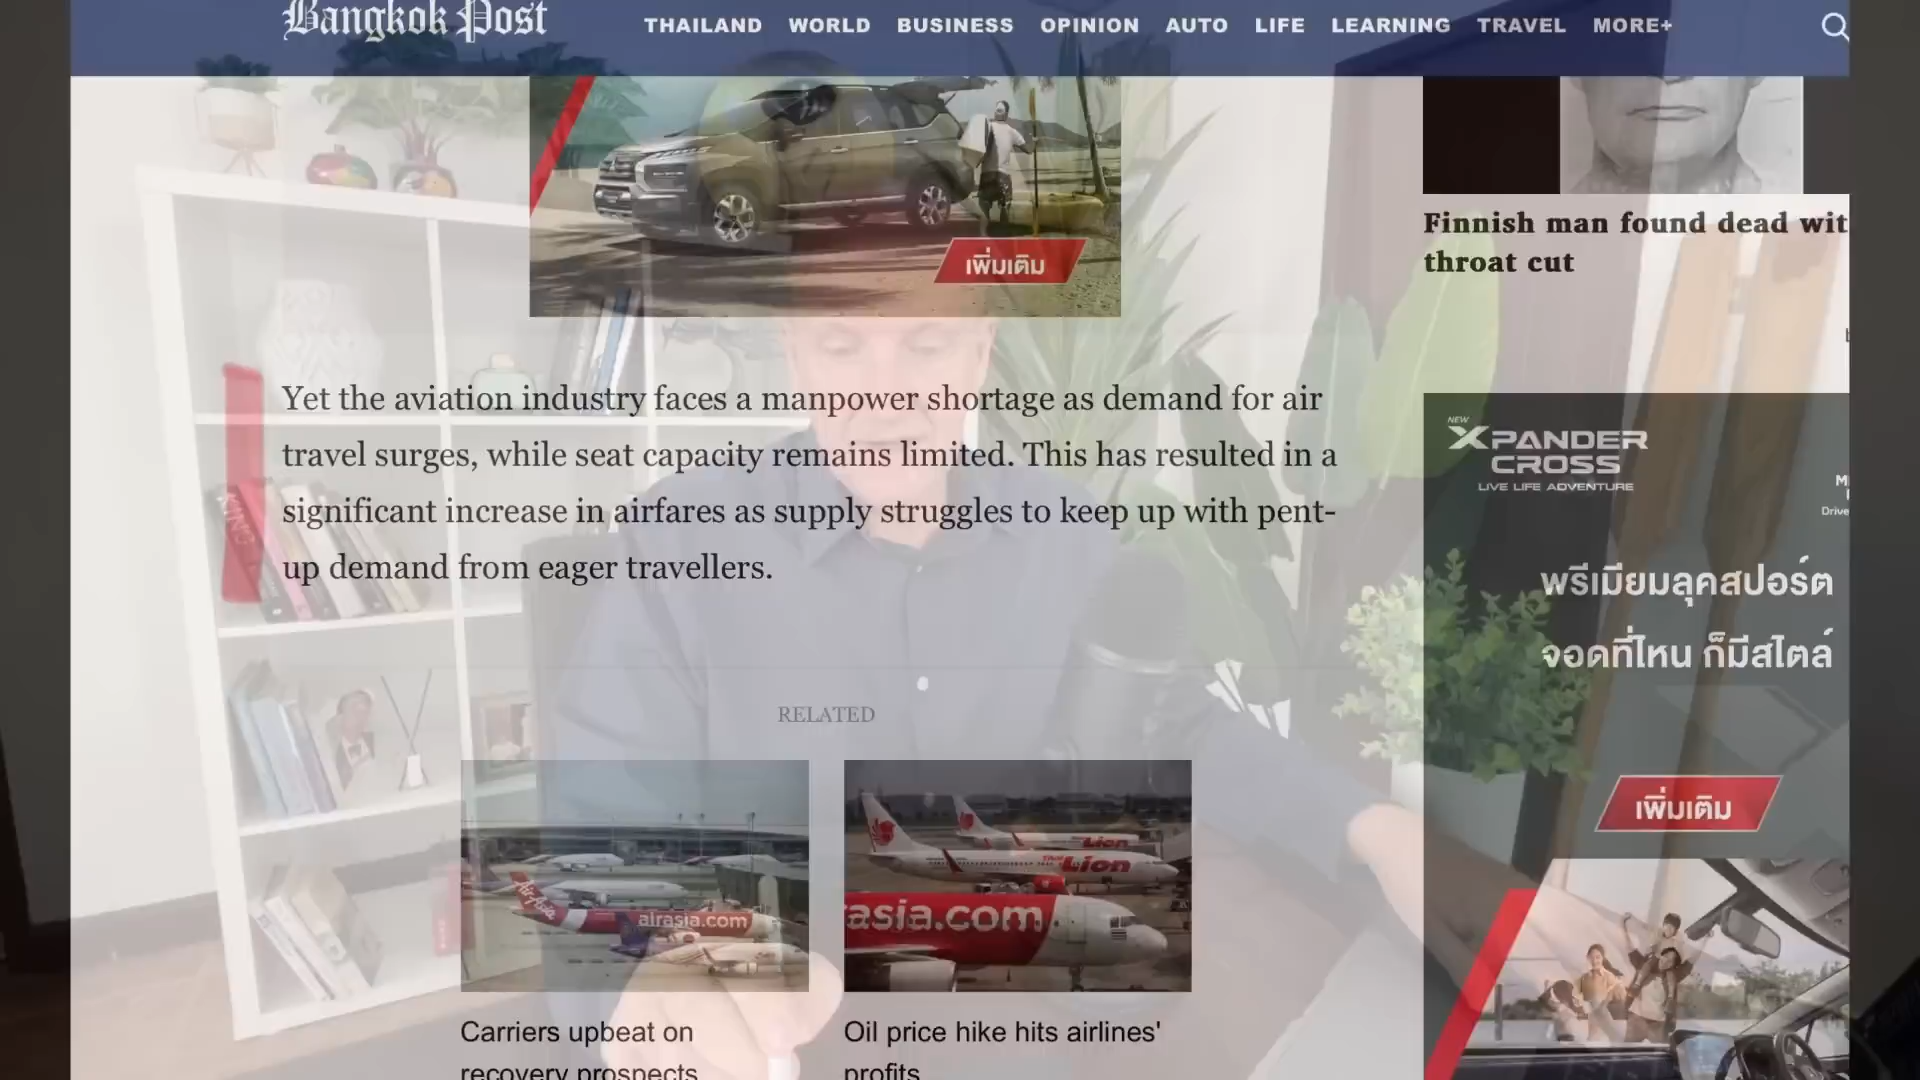 Bangkok Post
THAILAND WORLD BUSINESS OPINION AUTO LIFE LEARNING TRAVEL MORE+
เพิ่มเติม
Finnish man found dead wit
throat cut
Yet the aviation industry faces a manpower shortage as demand for air
travel surges, while seat capacity remains limited. This has resulted in a
significant increase in airfares as supply struggles to keep up with pent-
up demand from eager travellers.
KING
NEW
XPANDER
CROSS
LIVE LIFE ADVENTURE
Drive
พรีเมียมลุคสปอร์ต
จอดที่ไหน ก็มีสไตล์
เพิ่มเติม
RELATED
AirAsia
airasia.com
Lion
Thai Lion
asia.com
Carriers upbeat on
recovery prospects
Oil price hike hits airlines'
profits